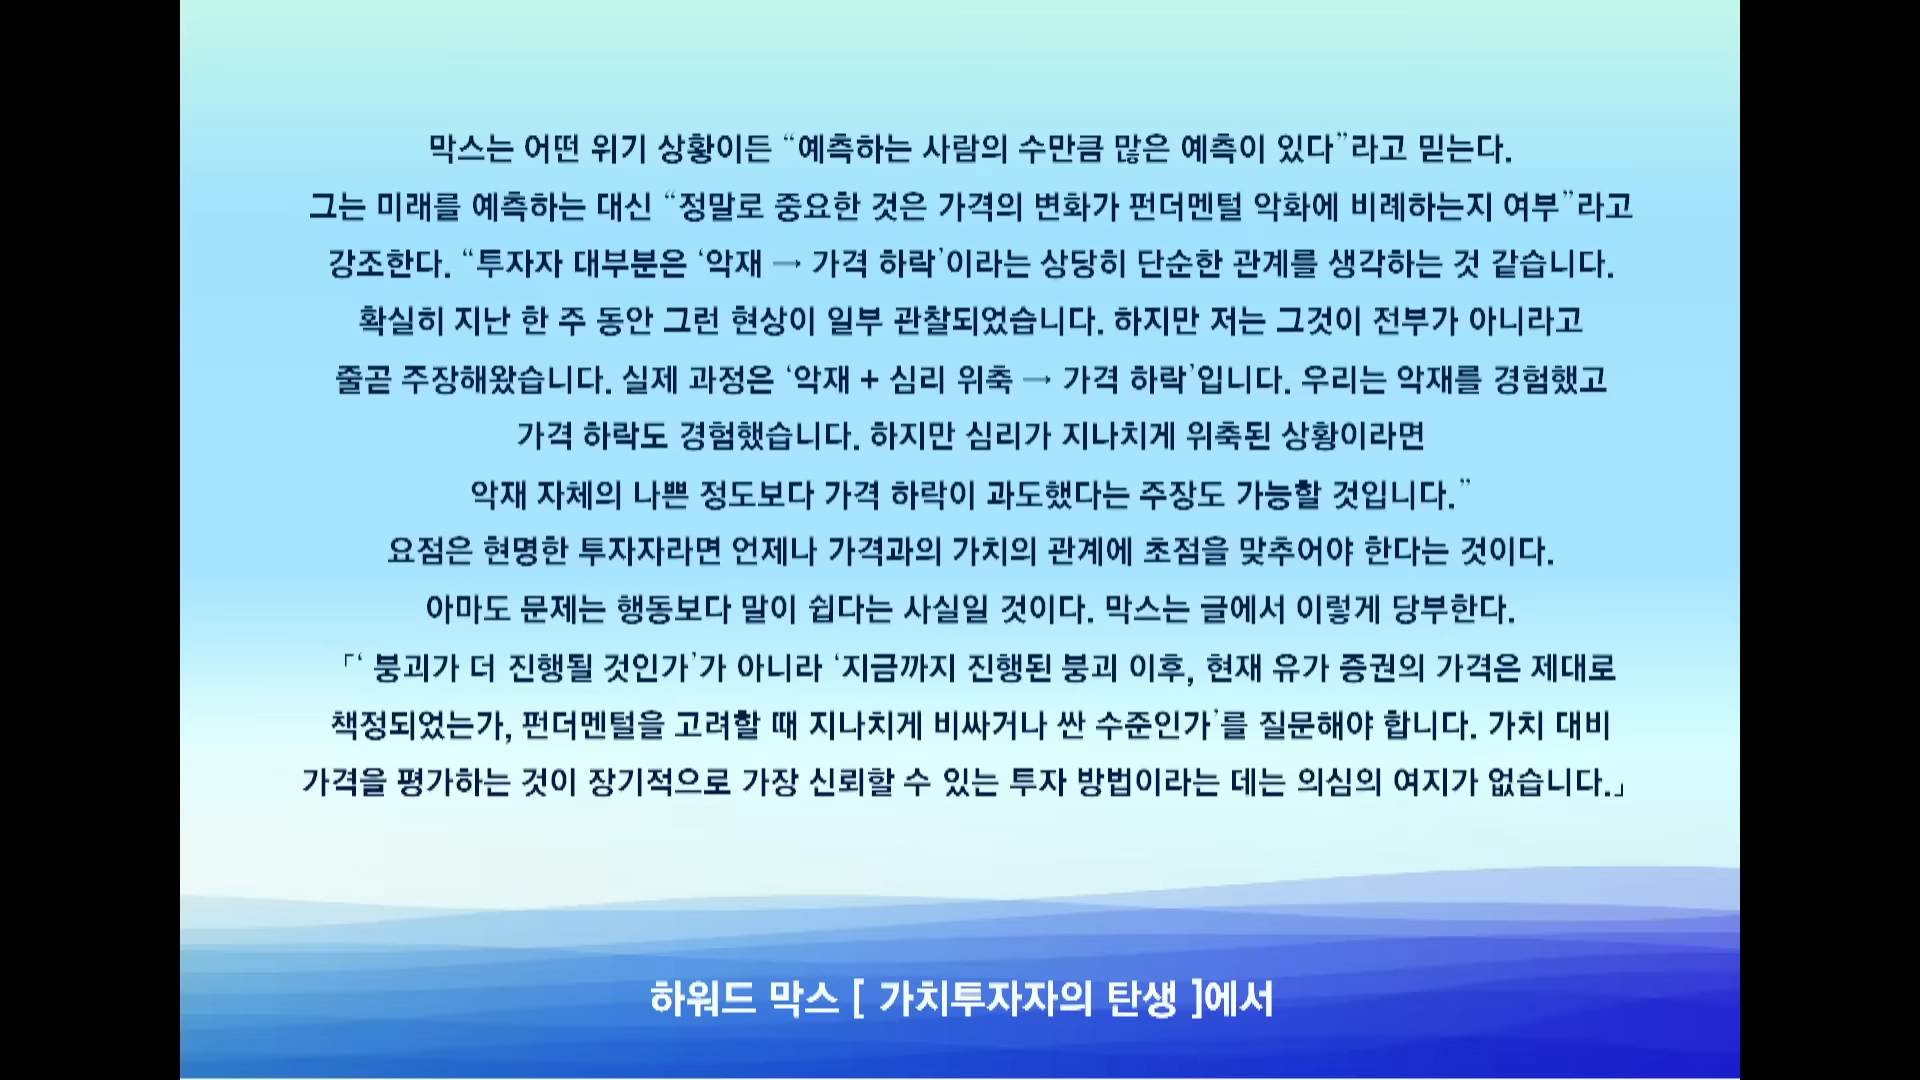 막스는 어떤 위기 상황이든 “예측하는 사람의 수만큼 많은 예측이 있다”라고 믿는다.
그는 미래를 예측하는 대신 “정말로 중요한 것은 가격의 변화가 펀더멘털 악화에 비례하는지 여부”라고
강조한다. “투자자 대부분은 ‘악재 → 가격 하락’이라는 상당히 단순한 관계를 생각하는 것 같습니다.
확실히 지난 한 주 동안 그런 현상이 일부 관찰되었습니다. 하지만 저는 그것이 전부가 아니라고
줄곧 주장해왔습니다. 실제 과정은 ‘악재 + 심리 위축 → 가격 하락’입니다. 우리는 악재를 경험했고
가격 하락도 경험했습니다. 하지만 심리가 지나치게 위축된 상황이라면
악재 자체의 나쁜 정도보다 가격 하락이 과도했다는 주장도 가능할 것입니다.”
요점은 현명한 투자자라면 언제나 가격과의 가치의 관계에 초점을 맞추어야 한다는 것이다.
아마도 문제는 행동보다 말이 쉽다는 사실일 것이다. 막스는 글에서 이렇게 당부한다.
「‘ 붕괴가 더 진행될 것인가’가 아니라 ‘지금까지 진행된 붕괴 이후, 현재 유가 증권의 가격은 제대로
책정되었는가, 펀더멘털을 고려할 때 지나치게 비싸거나 싼 수준인가’를 질문해야 합니다. 가치 대비
가격을 평가하는 것이 장기적으로 가장 신뢰할 수 있는 투자 방법이라는 데는 의심의 여지가 없습니다.」
하워드 막스 [ 가치투자자의 탄생 ]에서